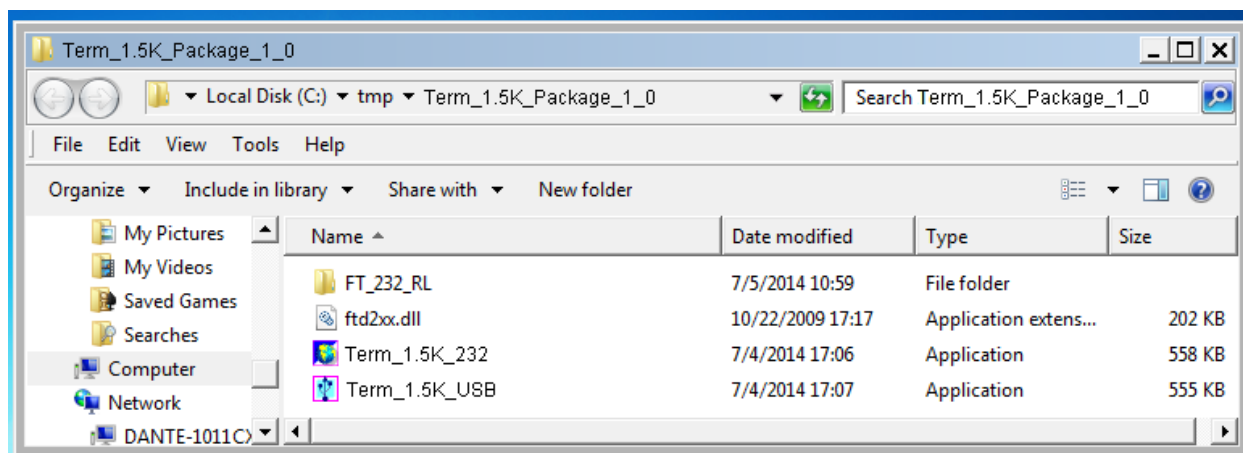 Term_1.5K_Package_1_0
Local Disk (C:) tmp Term_1.5K_Package_1_0 Search Term_1.5K_Package_1_0
File Edit View Tools Help
Organize Include in library Share with New folder
My Pictures Name Date modified Type Size
My Videos FT_232_RL 7/5/2014 10:59 File folder
Saved Games ftd2xx.dll 10/22/2009 17:17 Application extens... 202 KB
Searches Term_1.5K_232 7/4/2014 17:06 Application 558 KB
Computer Term_1.5K_USB 7/4/2014 17:07 Application 555 KB
Network